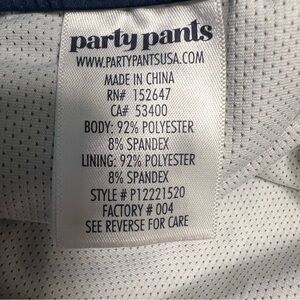 party pants
WWW.PARTYPANTSUSA.COM
MADE IN CHINA
RN# 152647
CA# 53400
BODY: 92% POLYESTER
8% SPANDEX
LINING: 92% POLYESTER
8% SPANDEX
STYLE # P12221520
FACTORY # 004
SEE REVERSE FOR CARE